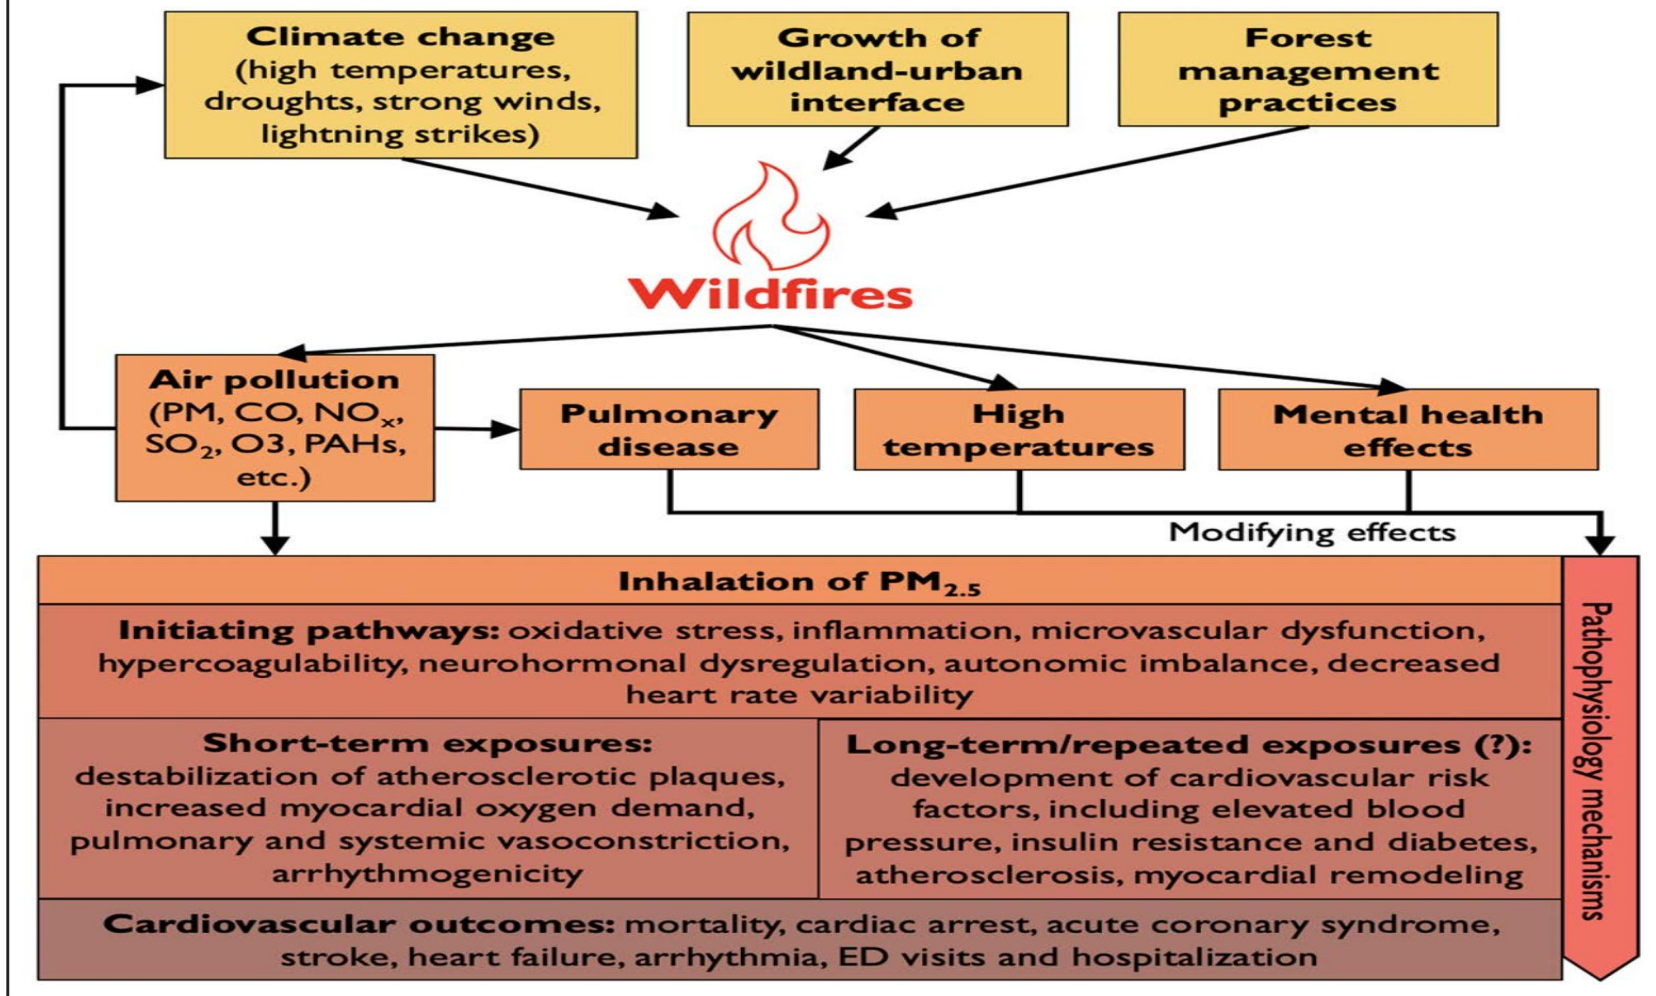 Climate change
(high temperatures,
droughts, strong winds,
lightning strikes)
Growth of
wildland-urban
interface
Forest
management
practices
Wildfires
Air pollution
(PM, CO, NOₓ,
SO₂, O3, PAHs,
etc.)
Pulmonary
disease
High
temperatures
Mental health
effects
Modifying effects
Inhalation of PM₂.₅
Initiating pathways: oxidative stress, inflammation, microvascular dysfunction,
hypercoagulability, neurohormonal dysregulation, autonomic imbalance, decreased
heart rate variability
Short-term exposures:
destabilization of atherosclerotic plaques,
increased myocardial oxygen demand,
pulmonary and systemic vasoconstriction,
arrhythmogenicity
Long-term/repeated exposures (?):
development of cardiovascular risk
factors, including elevated blood
pressure, insulin resistance and diabetes,
atherosclerosis, myocardial remodeling
Cardiovascular outcomes: mortality, cardiac arrest, acute coronary syndrome,
stroke, heart failure, arrhythmia, ED visits and hospitalization
Pathophysiology mechanisms